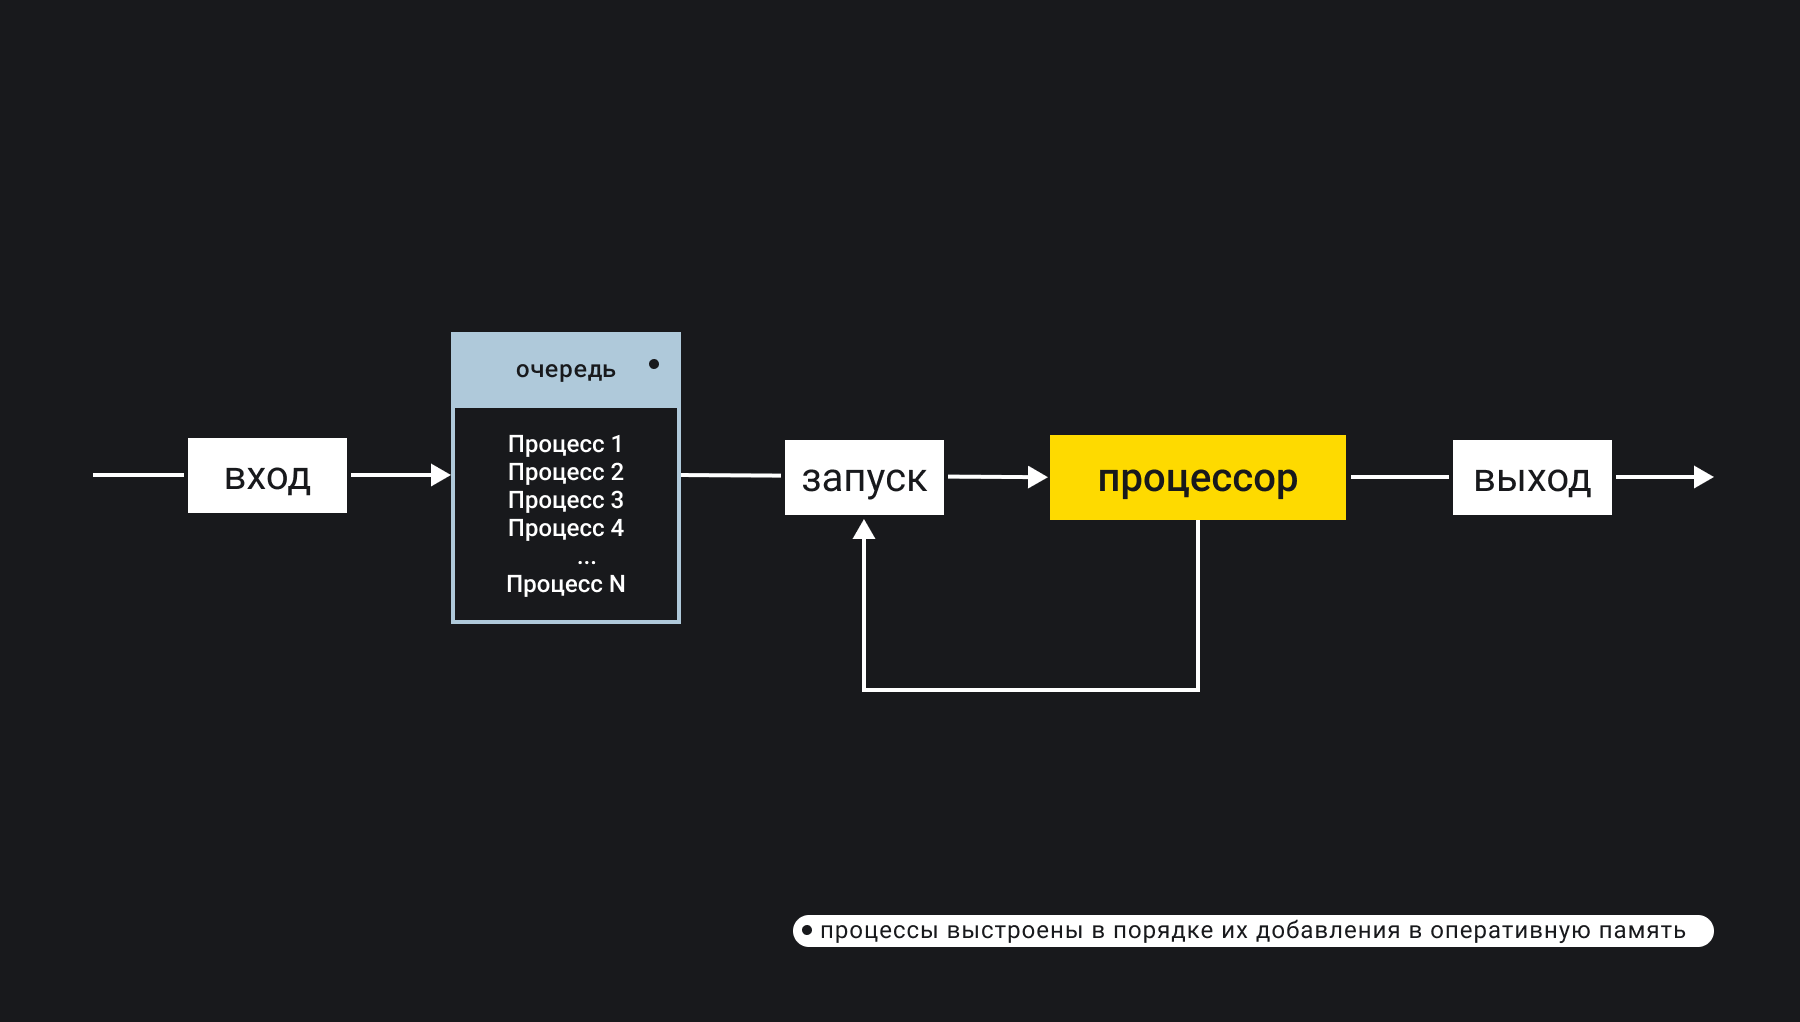 очередь
Процесс 1
Процесс 2
Процесс 3
Процесс 4
...
Процесс N
вход
запуск
процессор
выход
процессы выстроены в порядке их добавления в оперативную память